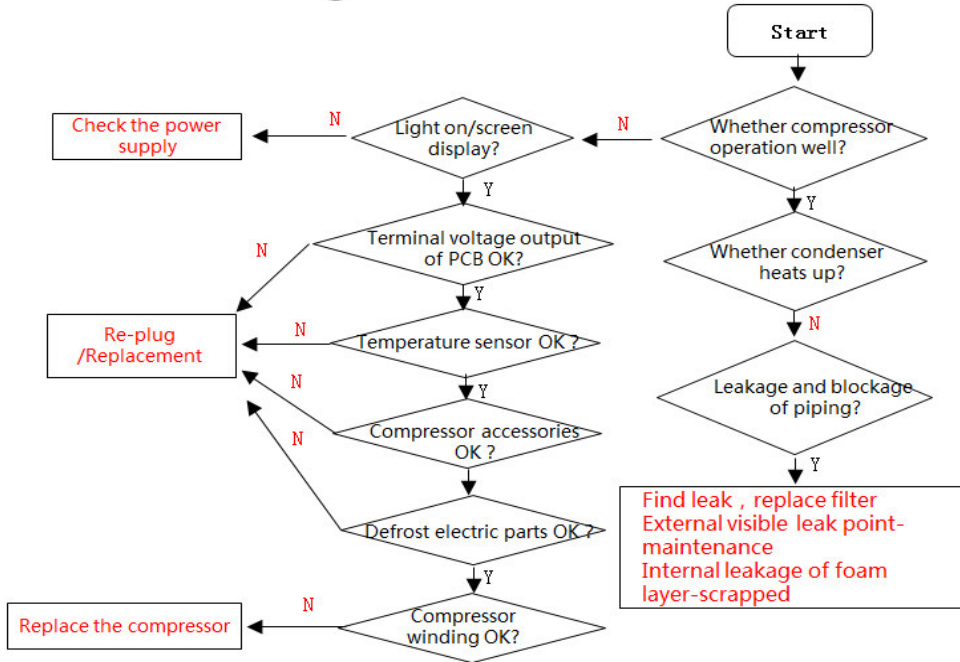 Start
Whether compressor
operation well?
N
Light on/screen
display?
N
Check the power
supply
Y
Y
Terminal voltage output
of PCB OK?
Whether condenser
heats up?
N
Y
N
Re-plug
/Replacement
N
Temperature sensor OK ?
Y
Leakage and blockage
of piping?
N
Compressor accessories
OK ?
N
Y
Find leak , replace filter
External visible leak point-
maintenance
Internal leakage of foam
layer-scrapped
Defrost electric parts OK ?
Y
Compressor
winding OK?
N
Replace the compressor